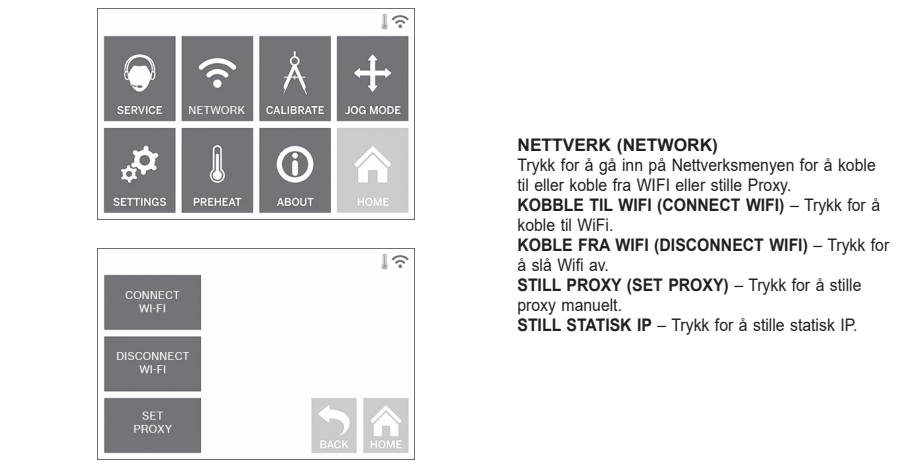 SERVICE NETWORK CALIBRATE JOG MODE
SETTINGS PREHEAT ABOUT HOME
CONNECT
WI-FI
DISCONNECT
WI-FI
SET
PROXY
BACK HOME
NETTVERK (NETWORK)
Trykk for å gå inn på Nettverksmenyen for å koble
til eller koble fra WIFI eller stille Proxy.
KOBBLE TIL WIFI (CONNECT WIFI) – Trykk for å
koble til WiFi.
KOBLE FRA WIFI (DISCONNECT WIFI) – Trykk for
å slå Wifi av.
STILL PROXY (SET PROXY) – Trykk for å stille
proxy manuelt.
STILL STATISK IP – Trykk for å stille statisk IP.